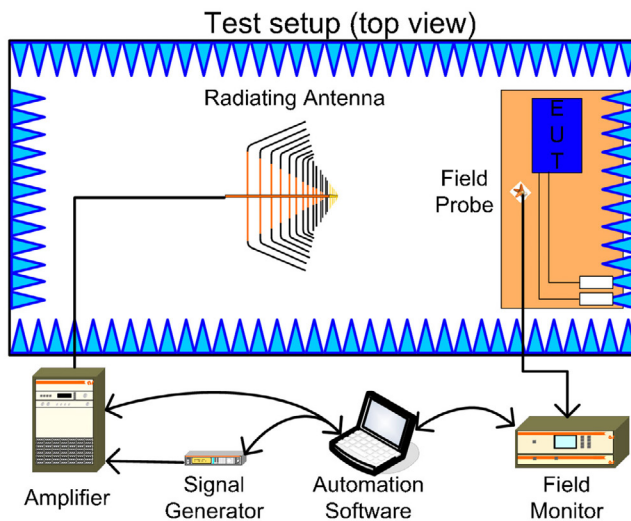 Test setup (top view)
Radiating Antenna
E
U
T
Field
Probe
Amplifier
Signal
Generator
Automation
Software
Field
Monitor